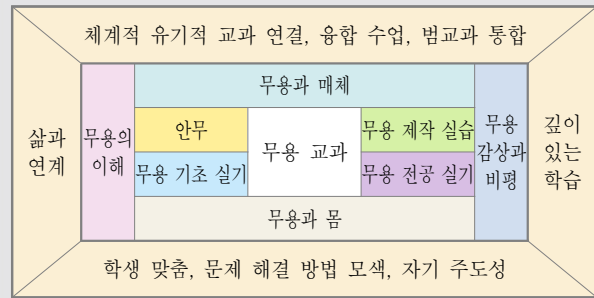 체계적 유기적 교과 연결, 융합 수업, 범교과 통합
삶과
연계
무용의
이해
무용과 매체
안무
무용 기초 실기
무용 교과
무용 제작 실습
무용 전공 실기
무용과 몸
무용
감상과
비평
깊이
있는
학습
학생 맞춤, 문제 해결 방법 모색, 자기 주도성